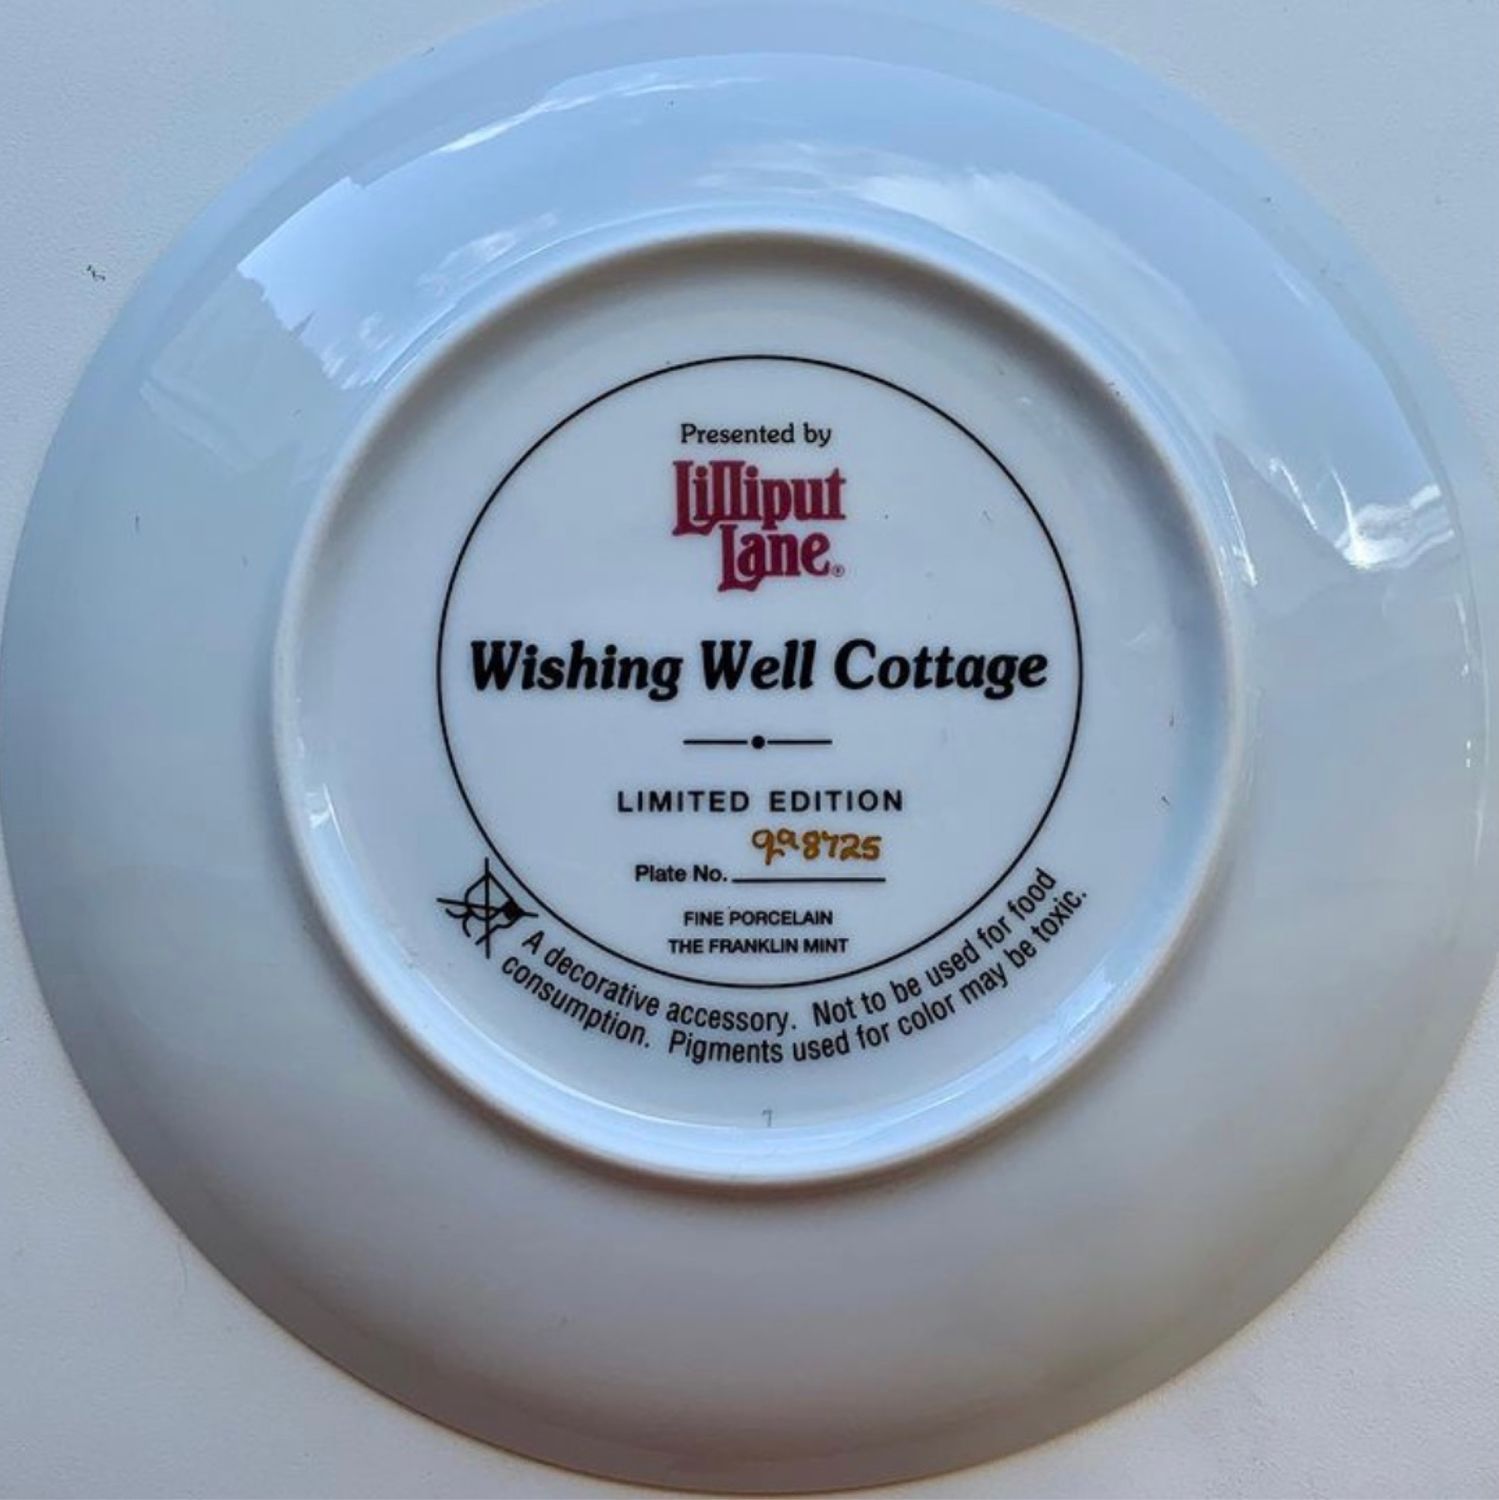 Presented by
Lilliput
Lane®
Wishing Well Cottage
LIMITED EDITION
Plate No.
FINE PORCELAIN
THE FRANKLIN MINT
A decorative accessory. Not to be used for food
consumption. Pigments used for color may be toxic.
7